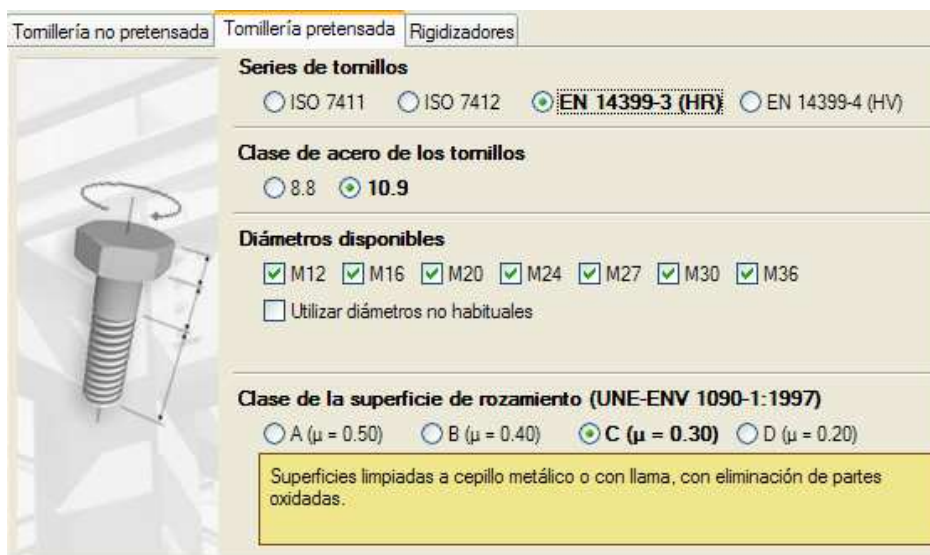 Tornillería no pretensada Tornillería pretensada Rigidizadores
Series de tornillos
ISO 7411 ISO 7412 EN 14399-3 (HR) EN 14399-4 (HV)
Clase de acero de los tornillos
8.8 10.9
Diámetros disponibles
M12 M16 M20 M24 M27 M30 M36
Utilizar diámetros no habituales
Clase de la superficie de rozamiento (UNE-ENV 1090-1:1997)
A (µ = 0.50) B (µ = 0.40) C (µ = 0.30) D (µ = 0.20)
Superficies limpiadas a cepillo metálico o con llama, con eliminación de partes
oxidadas.